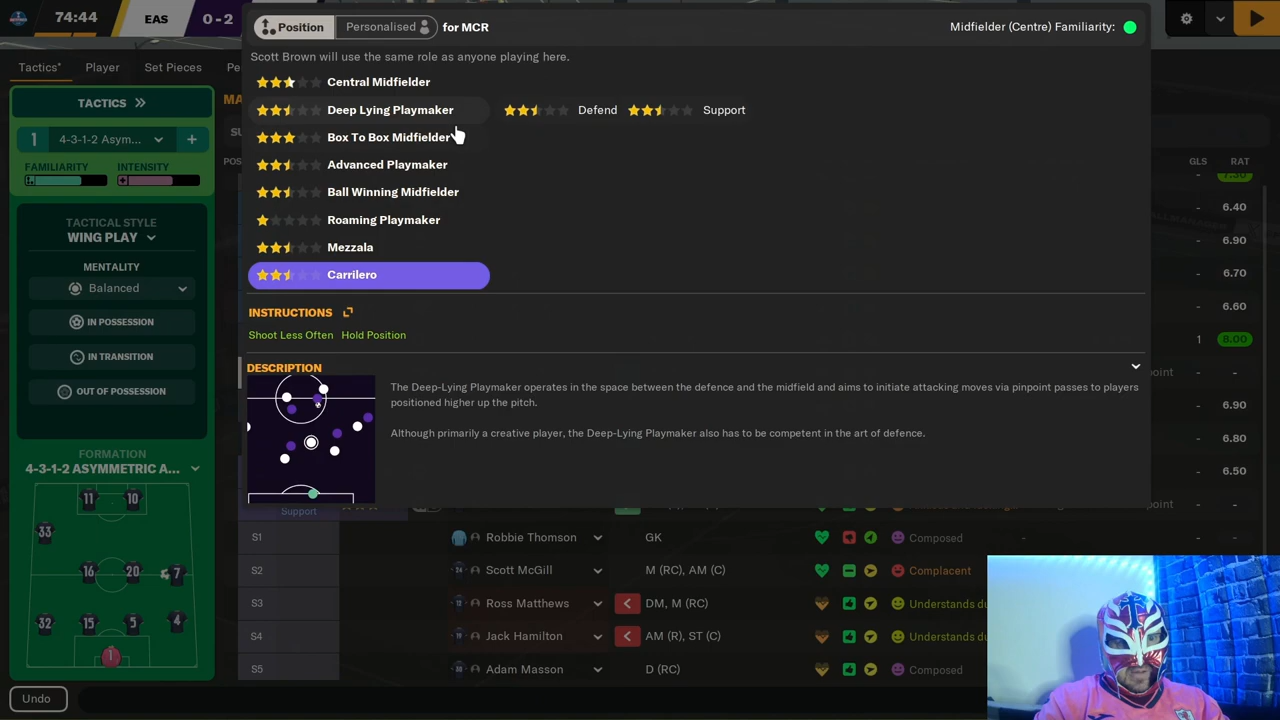 74:44
EAS
0 - 2
Position
Personalised
for MCR
Midfielder (Centre) Familiarity:
Scott Brown will use the same role as anyone playing here.
Tactics*
Player
Set Pieces
Central Midfielder
Deep Lying Playmaker
Defend
Support
Box To Box Midfielder
Advanced Playmaker
Ball Winning Midfielder
Roaming Playmaker
Mezzala
Carrilero
INSTRUCTIONS
Shoot Less Often Hold Position
DESCRIPTION
The Deep-Lying Playmaker operates in the space between the defence and the midfield and aims to initiate attacking moves via pinpoint passes to players
positioned higher up the pitch.
Although primarily a creative player, the Deep-Lying Playmaker also has to be competent in the art of defence.
TACTICS
1
4-3-1-2 Asym...
+
FAMILIARITY
INTENSITY
TACTICAL STYLE
WING PLAY
MENTALITY
Balanced
IN POSSESSION
IN TRANSITION
OUT OF POSSESSION
FORMATION
4-3-1-2 ASYMMETRIC A...
11
10
33
16
20
7
32
15
5
4
1
Undo
GLS
RAT
- 6.40
- 6.90
- 6.70
- 6.60
1 8.00
- -
- 6.90
- 6.80
- 6.50
- -
Support
S1 Robbie Thomson GK Composed
S2 Scott McGill M (RC), AM (C) Complacent
S3 Ross Matthews DM, M (RC) Understands du
S4 Jack Hamilton AM (R), ST (C) Understands du
S5 Adam Masson D (RC) Composed